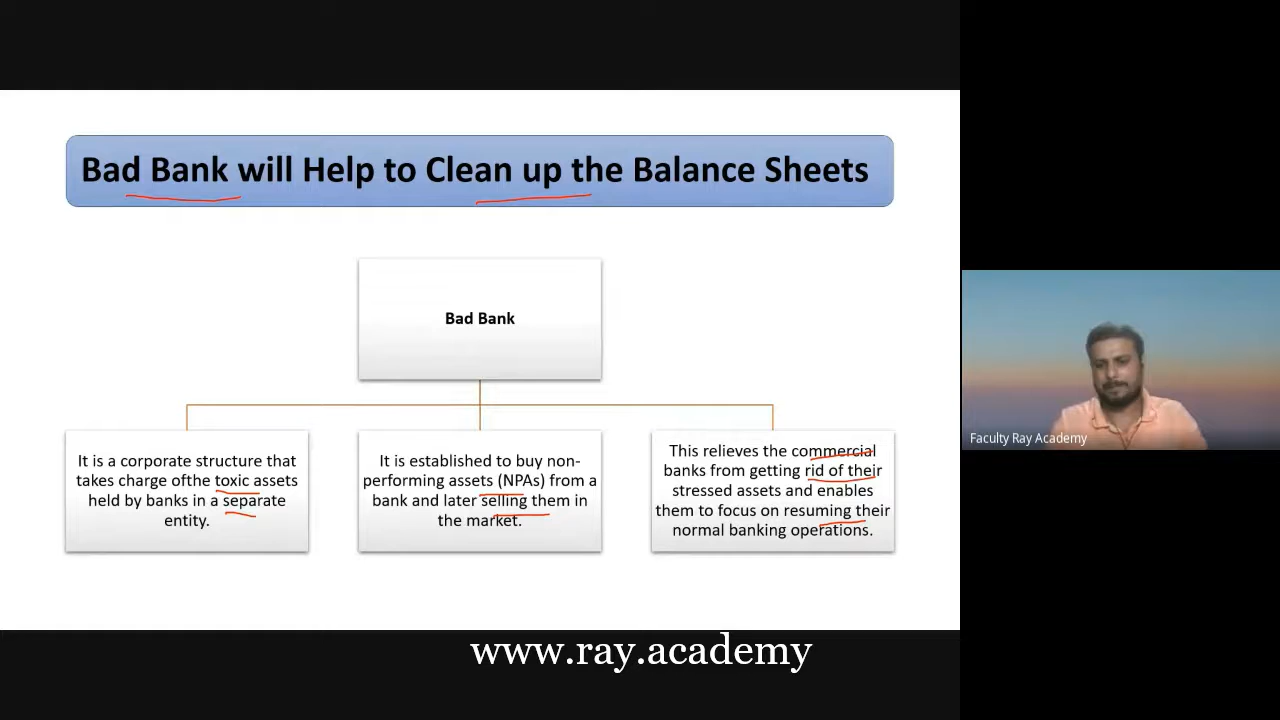 Bad Bank will Help to Clean up the Balance Sheets
Bad Bank
It is a corporate structure that
takes charge ofthe toxic assets
held by banks in a separate
entity.
It is established to buy non-
performing assets (NPAs) from a
bank and later selling them in
the market.
This relieves the commercial
banks from getting rid of their
stressed assets and enables
them to focus on resuming their
normal banking operations.
Faculty Ray Academy
www.ray.academy